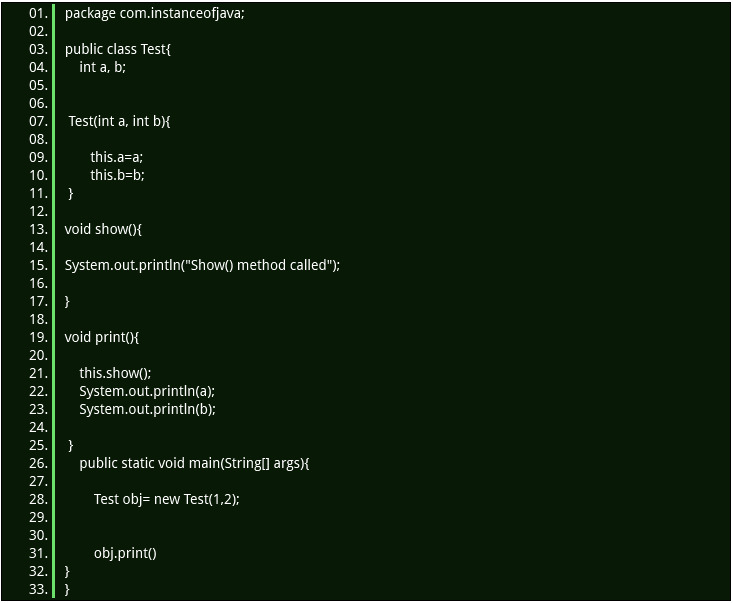 01. package com.instanceofjava;
02.
03. public class Test{
04. int a, b;
05.
06.
07. Test(int a, int b){
08.
09. this.a=a;
10. this.b=b;
11. }
12.
13. void show(){
14.
15. System.out.println("Show() method called");
16.
17. }
18.
19. void print(){
20.
21. this.show();
22. System.out.println(a);
23. System.out.println(b);
24.
25. }
26. public static void main(String[] args){
27.
28. Test obj= new Test(1,2);
29.
30.
31. obj.print()
32. }
33. }